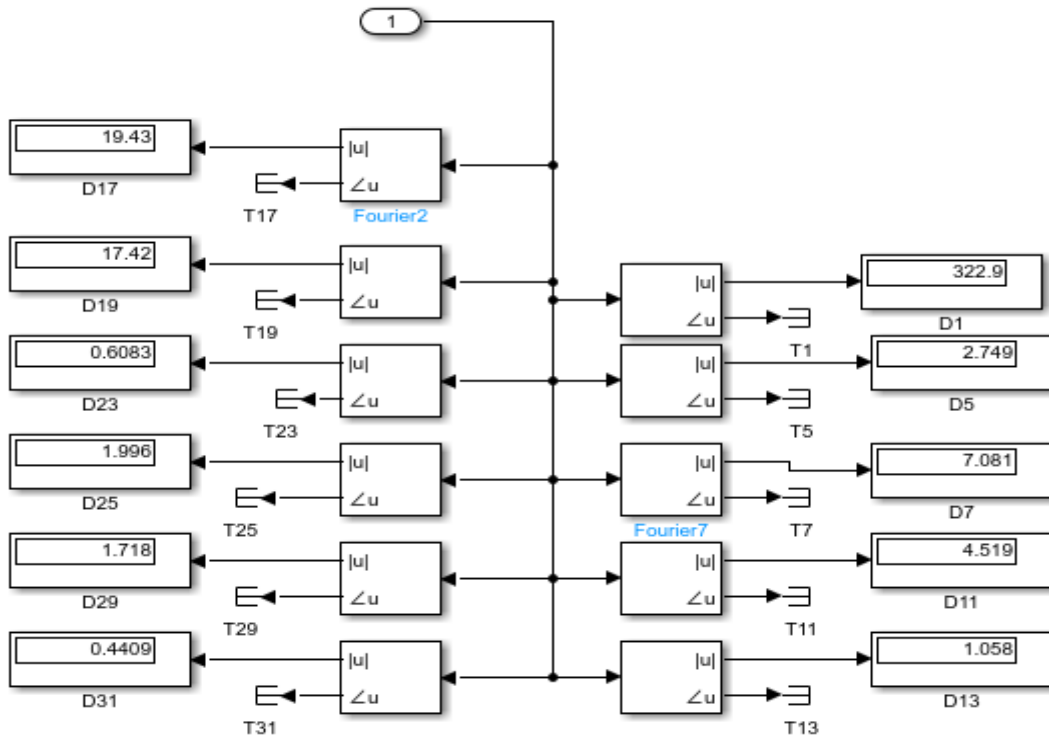 1
19.43
D17
|u|
∠u
T17
Fourier2
17.42
D19
|u|
∠u
T19
0.6083
D23
|u|
∠u
T23
1.996
D25
|u|
∠u
T25
1.718
D29
|u|
∠u
T29
0.4409
D31
|u|
∠u
T31
|u|
∠u
T1
322.9
D1
|u|
∠u
T5
2.749
D5
|u|
∠u
Fourier7
T7
7.081
D7
|u|
∠u
T11
4.519
D11
|u|
∠u
T13
1.058
D13